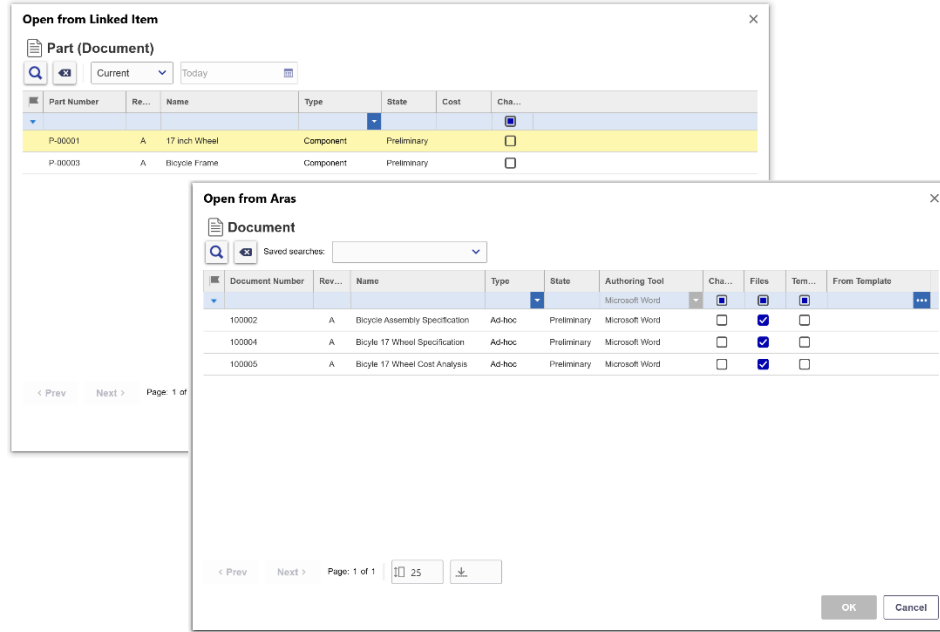 Open from Linked Item
Part (Document)
Current Today
Part Number Re... Name Type State Cost Cha...
P-00001 A 17 inch Wheel Component Preliminary
P-00003 A Bicycle Frame Component Preliminary
< Prev Next > Page: 1 of
Open from Aras
Document
Saved searches:
Document Number Rev... Name Type State Authoring Tool Cha... Files Tem... From Template
Microsoft Word
100002 A Bicycle Assembly Specification Ad-hoc Preliminary Microsoft Word
100004 A Bicyle 17 Wheel Specification Ad-hoc Preliminary Microsoft Word
100005 A Bicyle 17 Wheel Cost Analysis Ad-hoc Preliminary Microsoft Word
< Prev Next > Page: 1 of 1 25
OK Cancel